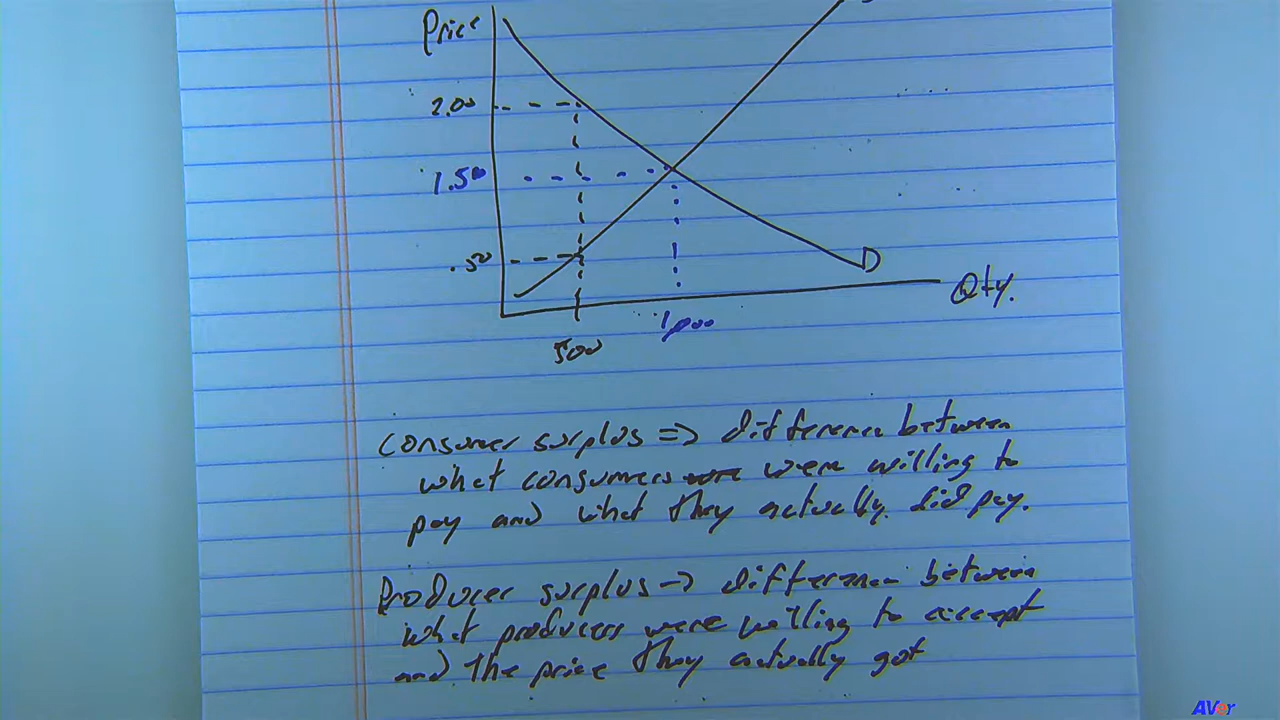 Price
2.00
1.50
.50
D
Qty.
1,000
500
Consumer surplus => difference between
what consumers were were willing to
pay and what they actually did pay.
Producer surplus -> difference between
what producers were willing to accept
and the price they actually got
AVer